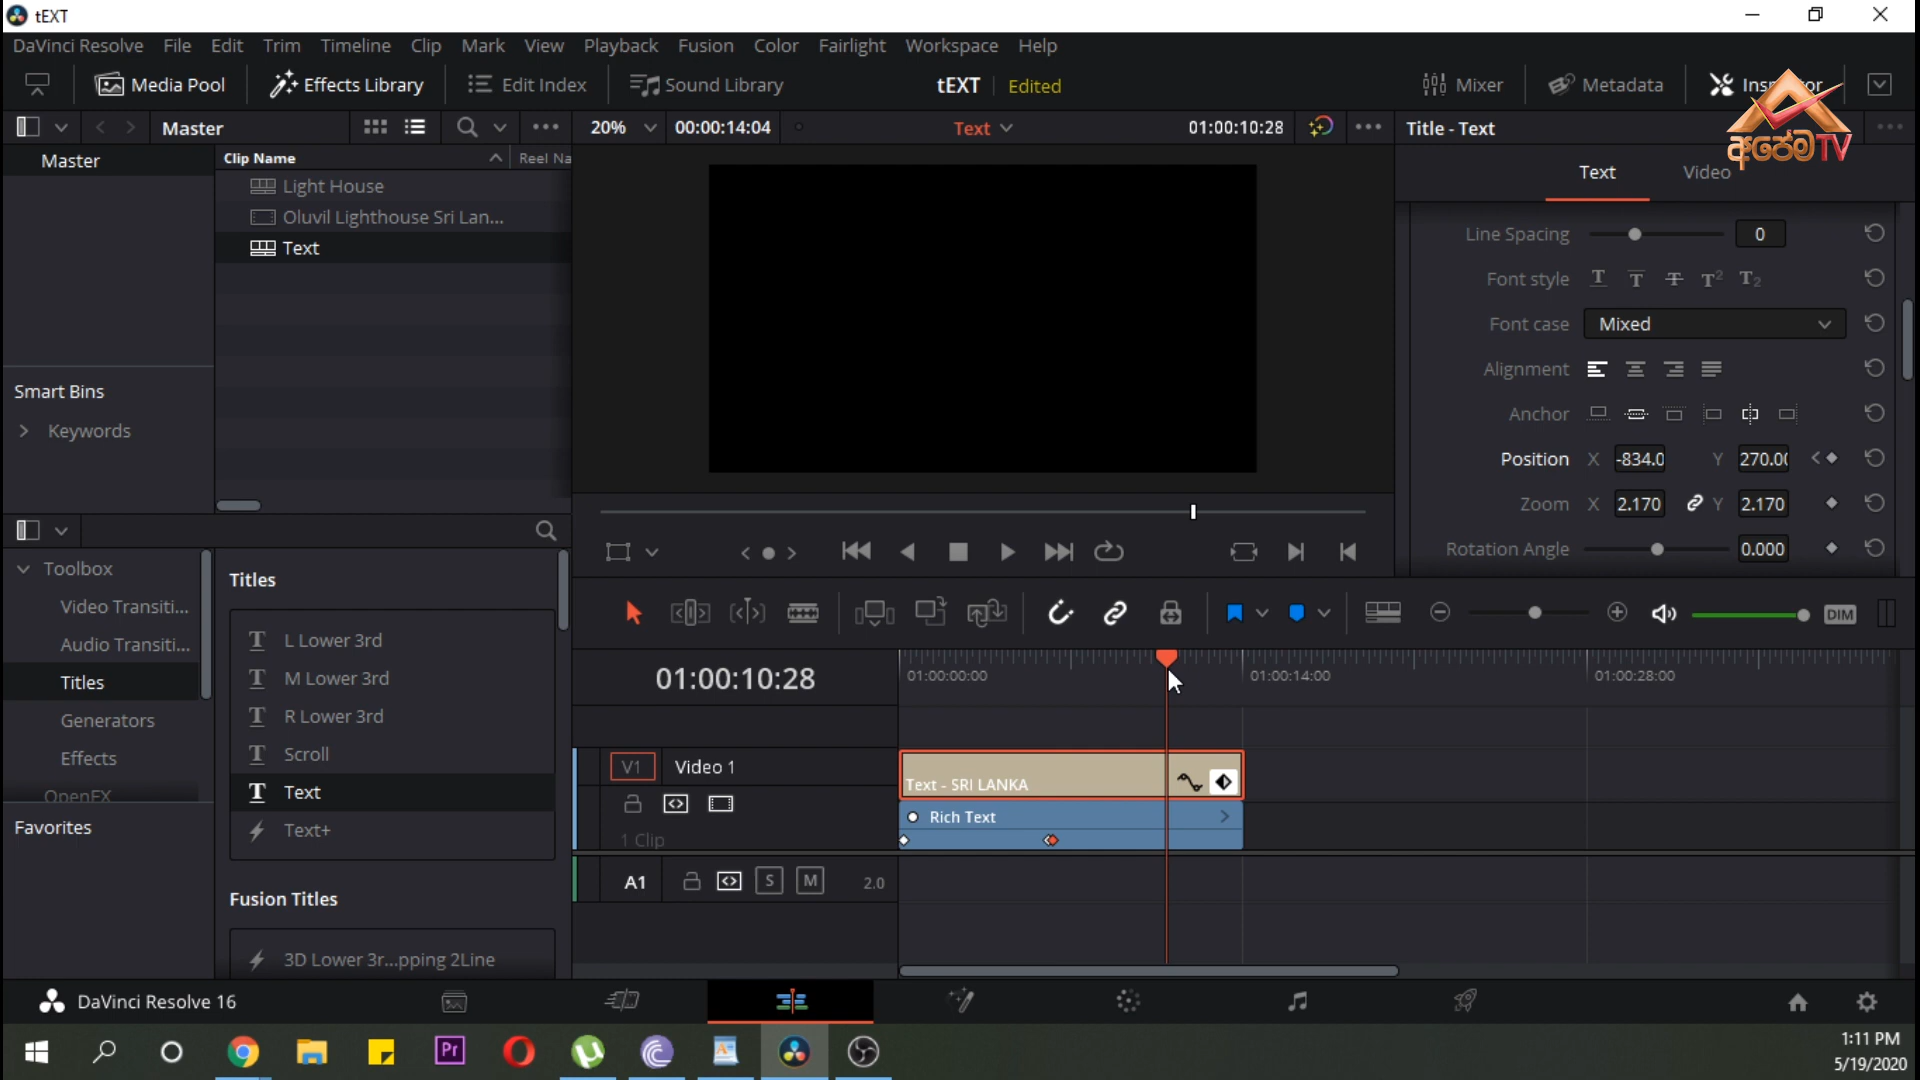 tEXT
DaVinci Resolve File Edit Trim Timeline Clip Mark View Playback Fusion Color Fairlight Workspace Help
Media Pool Effects Library Edit Index Sound Library tEXT Edited Mixer Metadata Inspector
Master 20% 00:00:14:04 Text 01:00:10:28 Title - Text
අපේම TV
Master Clip Name Reel Na
Text Video
Light House
Oluvil Lighthouse Sri Lan...
Text
Line Spacing 0
Font style T T T T² T₂
Font case Mixed
Alignment
Anchor
Position X -834.0 Y 270.00
Zoom X 2.170 Y 2.170
Rotation Angle 0.000
Smart Bins
Keywords
Toolbox
Video Transiti...
Audio Transiti...
Titles
Generators
Effects
OpenFX
Favorites
Titles
T L Lower 3rd
T M Lower 3rd
T R Lower 3rd
T Scroll
T Text
Text+
Fusion Titles
3D Lower 3r...pping 2Line
DIM
01:00:10:28 01:00:00:00 01:00:14:00 01:00:28:00
V1 Video 1
Text - SRI LANKA
Rich Text
1 Clip
A1 S M 2.0
DaVinci Resolve 16
Pr
1:11 PM
5/19/2020